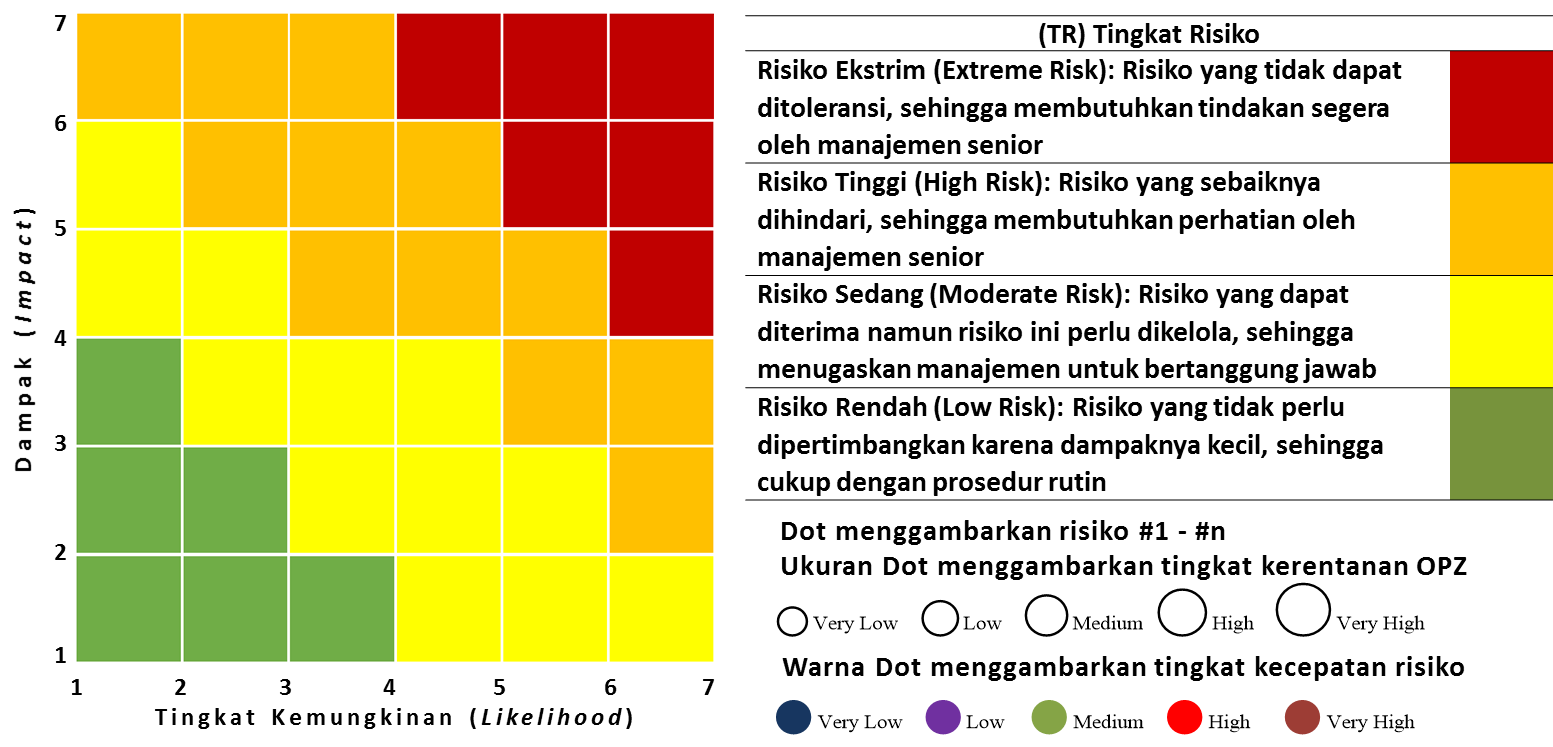 7
6
5
4
3
2
1
Dampak (Impact)
1 2 3 4 5 6 7
Tingkat Kemungkinan (Likelihood)
(TR) Tingkat Risiko
Risiko Ekstrim (Extreme Risk): Risiko yang tidak dapat
ditoleransi, sehingga membutuhkan tindakan segera
oleh manajemen senior
Risiko Tinggi (High Risk): Risiko yang sebaiknya
dihindari, sehingga membutuhkan perhatian oleh
manajemen senior
Risiko Sedang (Moderate Risk): Risiko yang dapat
diterima namun risiko ini perlu dikelola, sehingga
menugaskan manajemen untuk bertanggung jawab
Risiko Rendah (Low Risk): Risiko yang tidak perlu
dipertimbangkan karena dampaknya kecil, sehingga
cukup dengan prosedur rutin
Dot menggambarkan risiko #1 - #n
Ukuran Dot menggambarkan tingkat kerentanan OPZ
Very Low Low Medium High Very High
Warna Dot menggambarkan tingkat kecepatan risiko
Very Low Low Medium High Very High